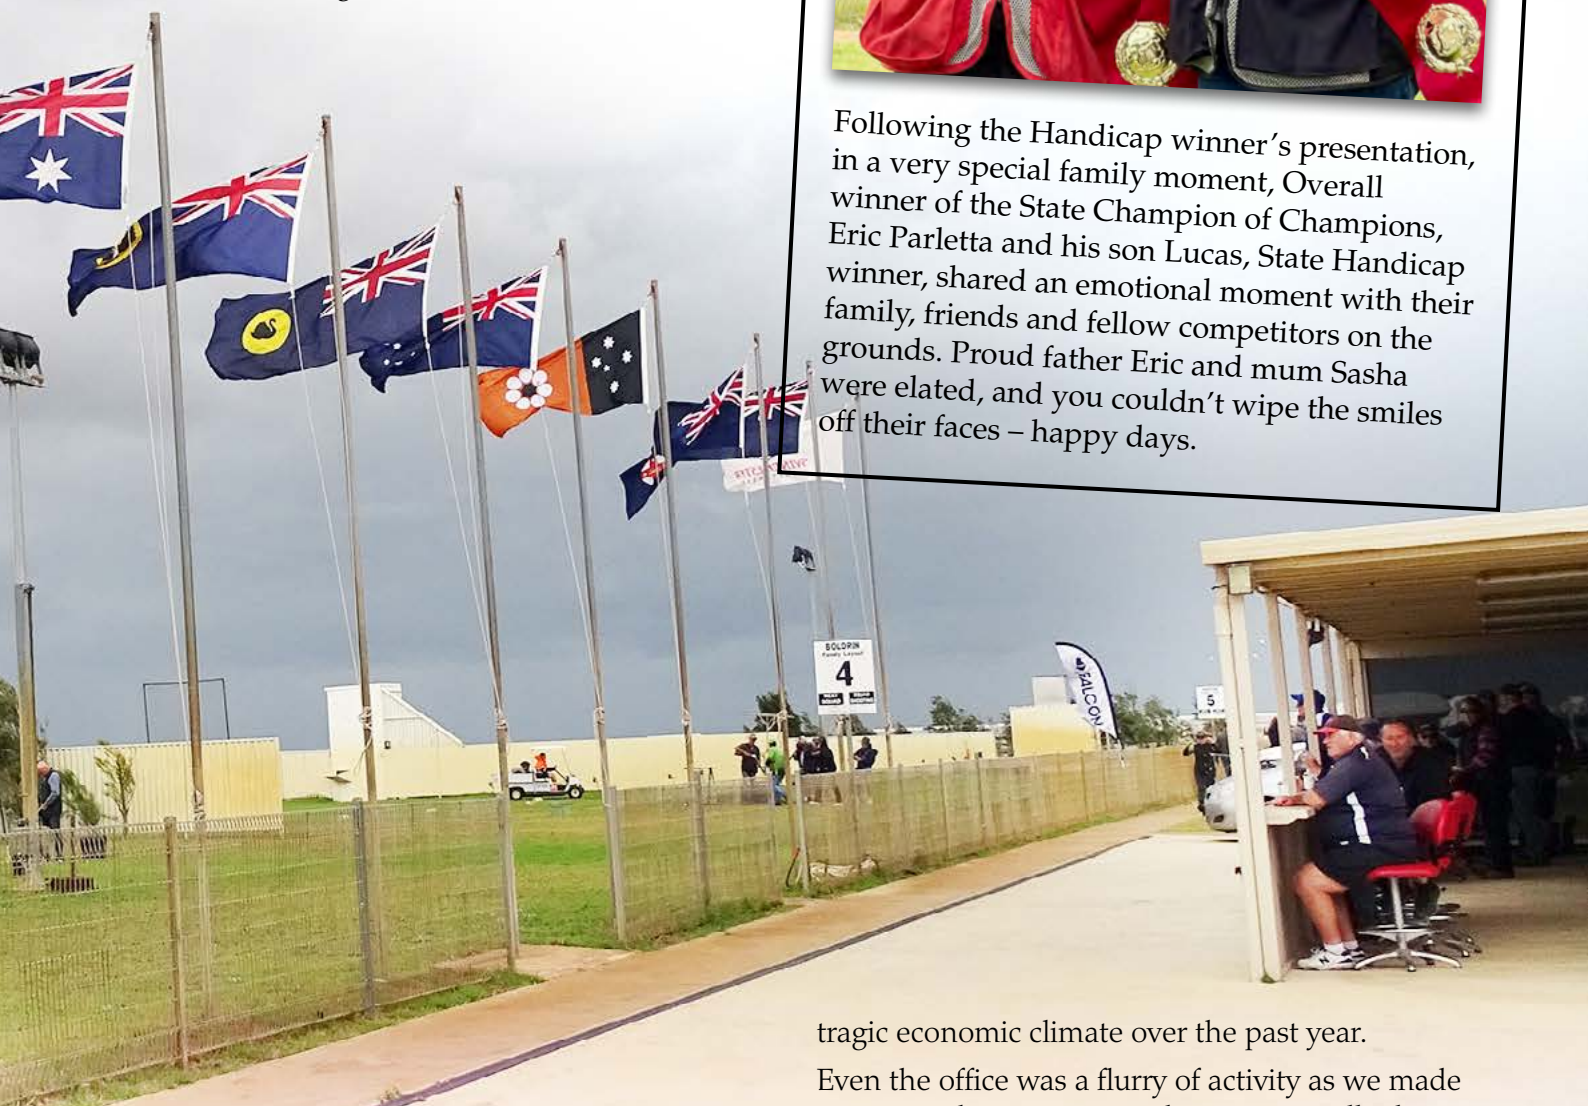 Following the Handicap winner's presentation,
in a very special family moment, Overall
winner of the State Champion of Champions,
Eric Parletta and his son Lucas, State Handicap
winner, shared an emotional moment with their
family, friends and fellow competitors on the
grounds. Proud father Eric and mum Sasha
were elated, and you couldn't wipe the smiles
off their faces – happy days.
BOLDRIN
Family Layout
4
FALCON
5
tragic economic climate over the past year.
Even the office was a flurry of activity as we made